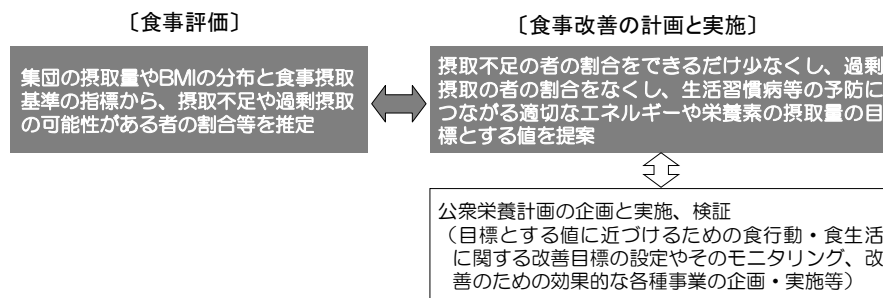 〔食事評価〕
集団の摂取量やBMIの分布と食事摂取
基準の指標から、摂取不足や過剰摂取
の可能性がある者の割合等を推定
〔食事改善の計画と実施〕
摂取不足の者の割合をできるだけ少なくし、過剰
摂取の者の割合をなくし、生活習慣病等の予防に
つながる適切なエネルギーや栄養素の摂取量の目
標とする値を提案
公衆栄養計画の企画と実施、検証
（目標とする値に近づけるための食行動・食生活
に関する改善目標の設定やそのモニタリング、改
善のための効果的な各種事業の企画・実施等）